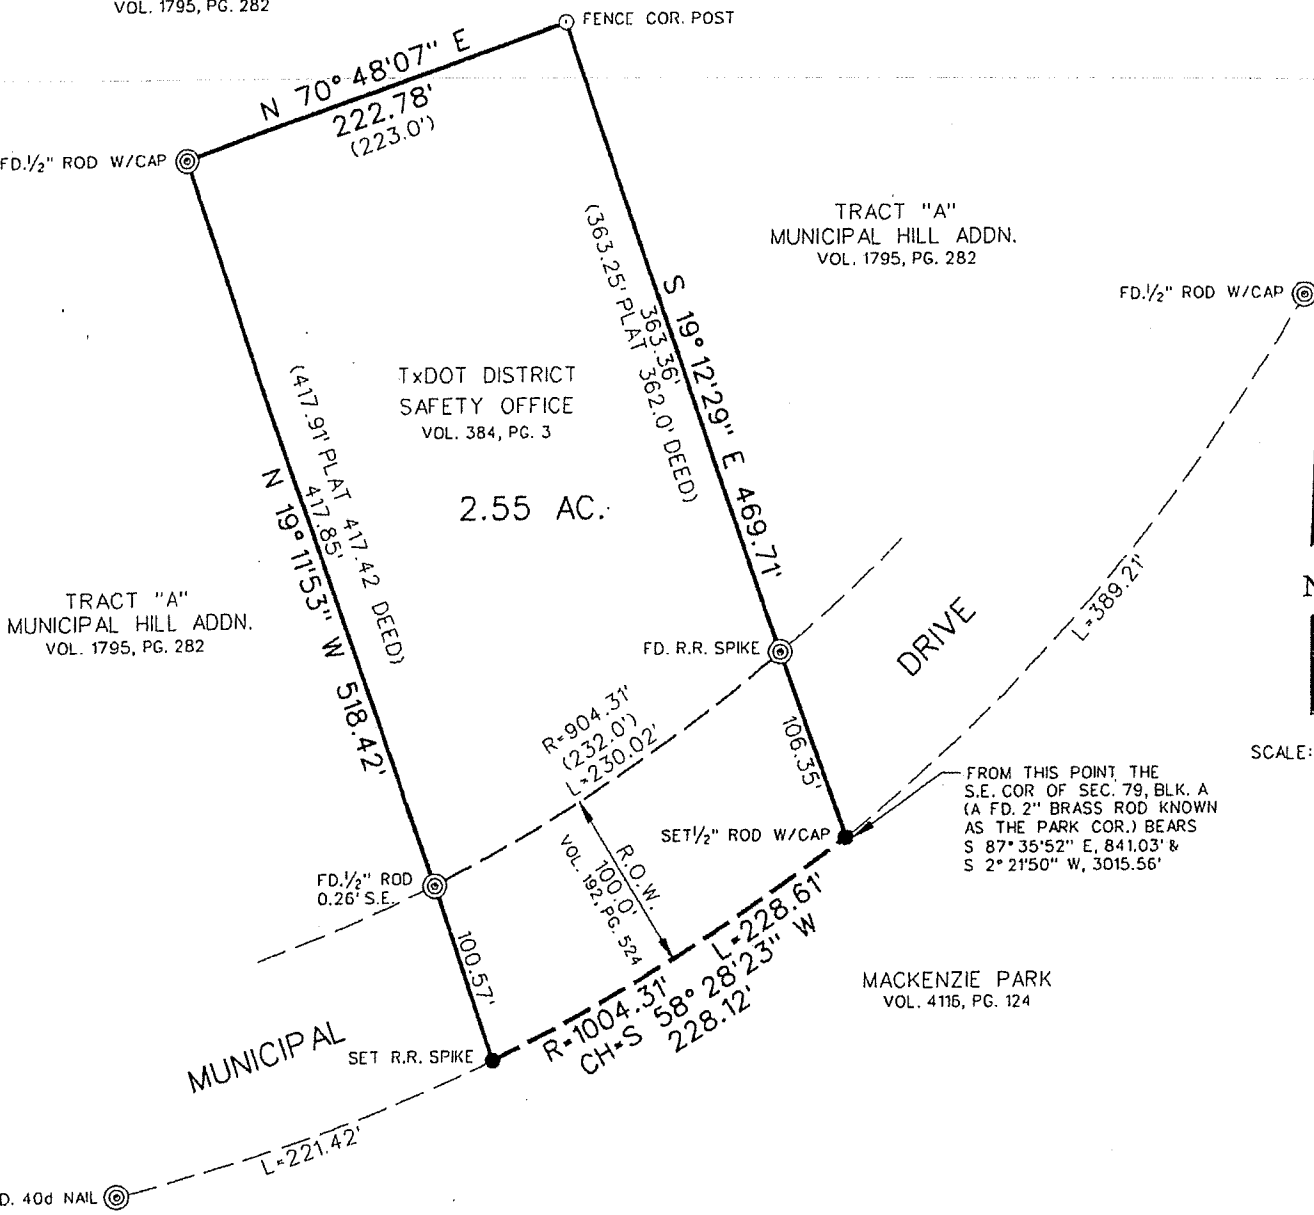 VOL. 1795, PG. 282
FENCE COR. POST
N 70° 48'07" E
222.78'
(223.0')
FD.1/2" ROD W/CAP
TRACT "A"
MUNICIPAL HILL ADDN.
VOL. 1795, PG. 282
FD.1/2" ROD W/CAP
(363.25' PLAT 362.0' DEED)
363.36'
S 19° 12'29" E 469.71'
TxDOT DISTRICT
SAFETY OFFICE
VOL. 384, PG. 3
2.55 AC.
(417.91' PLAT 417.42 DEED)
417.85'
N 19° 11'53" W 518.42'
TRACT "A"
MUNICIPAL HILL ADDN.
VOL. 1795, PG. 282
L=389.21'
DRIVE
FD. R.R. SPIKE
R=904.31'
(232.0')
L=230.02'
106.35'
SCALE:
FROM THIS POINT THE
S.E. COR OF SEC. 79, BLK. A
(A FD. 2" BRASS ROD KNOWN
AS THE PARK COR.) BEARS
S 87° 35'52" E, 841.03' &
S 2° 21'50" W, 3015.56'
SET 1/2" ROD W/CAP
R.O.W.
100.0'
VOL. 192, PG. 524
FD.1/2" ROD
0.26' S.E.
100.57'
L=228.61'
R=1004.31'
CH=S 58° 28'23" W
228.12'
MACKENZIE PARK
VOL. 4116, PG. 124
MUNICIPAL
SET R.R. SPIKE
L=221.42'
D. 40d NAIL